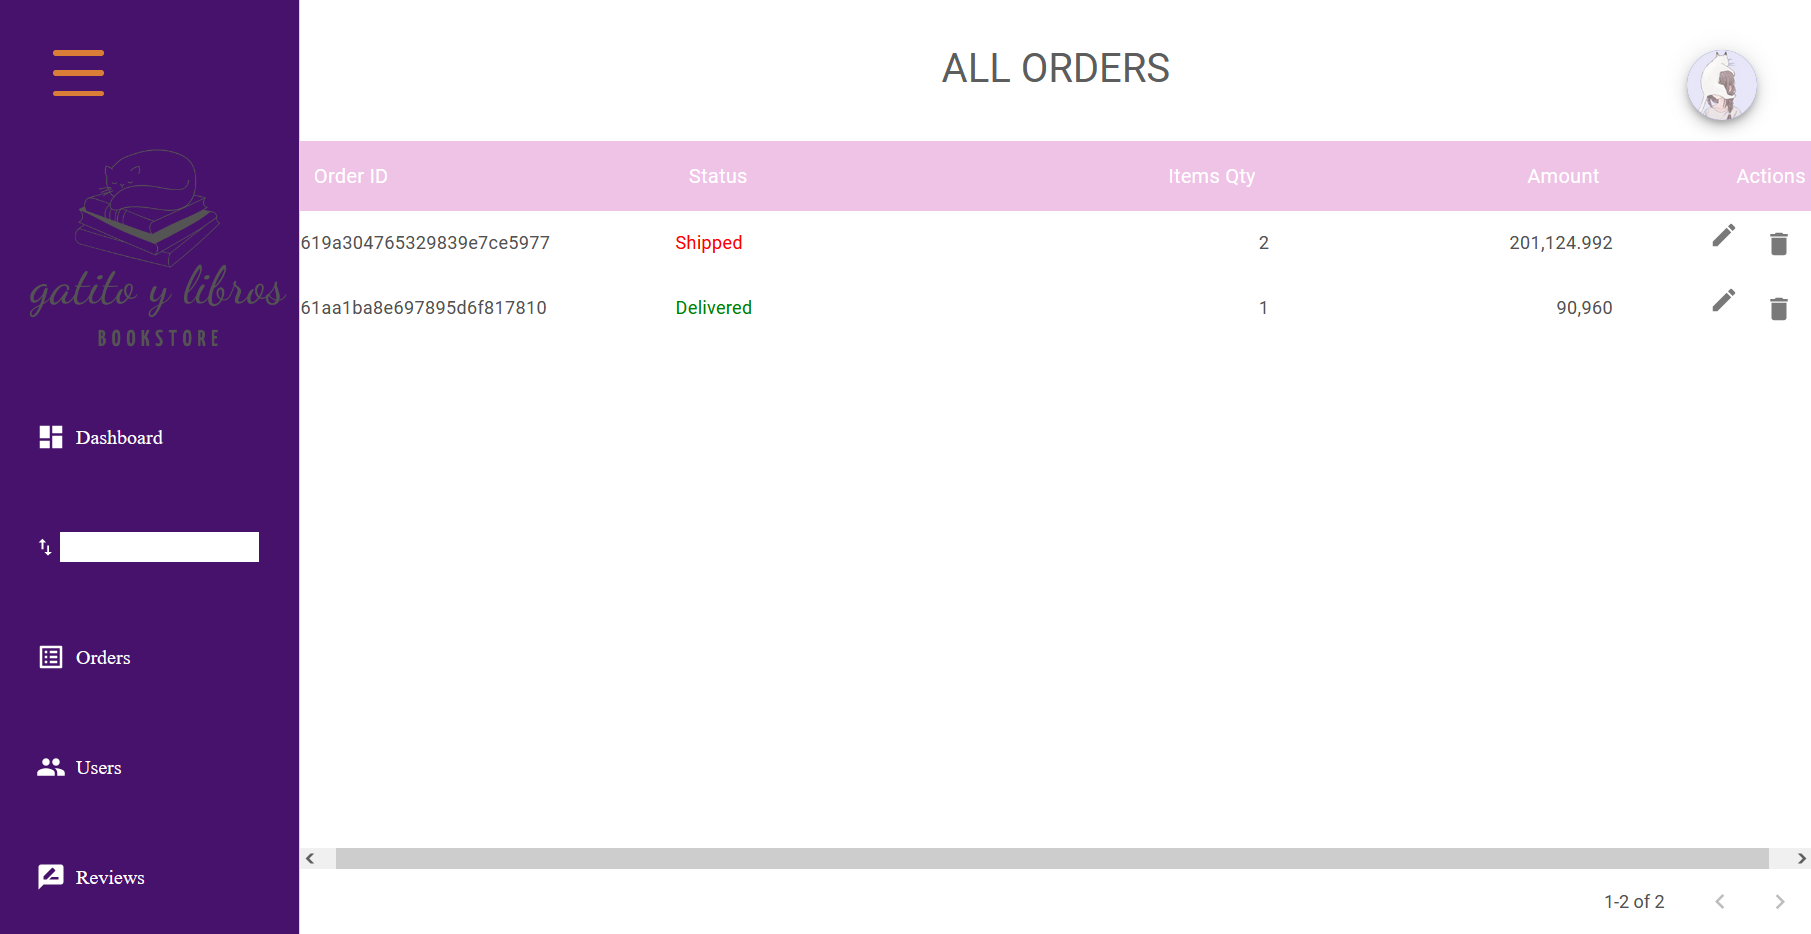 ALL ORDERS
gatito y libros
BOOKSTORE
Dashboard
Orders
Users
Reviews
Order ID Status Items Qty Amount Actions
619a304765329839e7ce5977 Shipped 2 201,124.992
61aa1ba8e697895d6f817810 Delivered 1 90,960
1-2 of 2